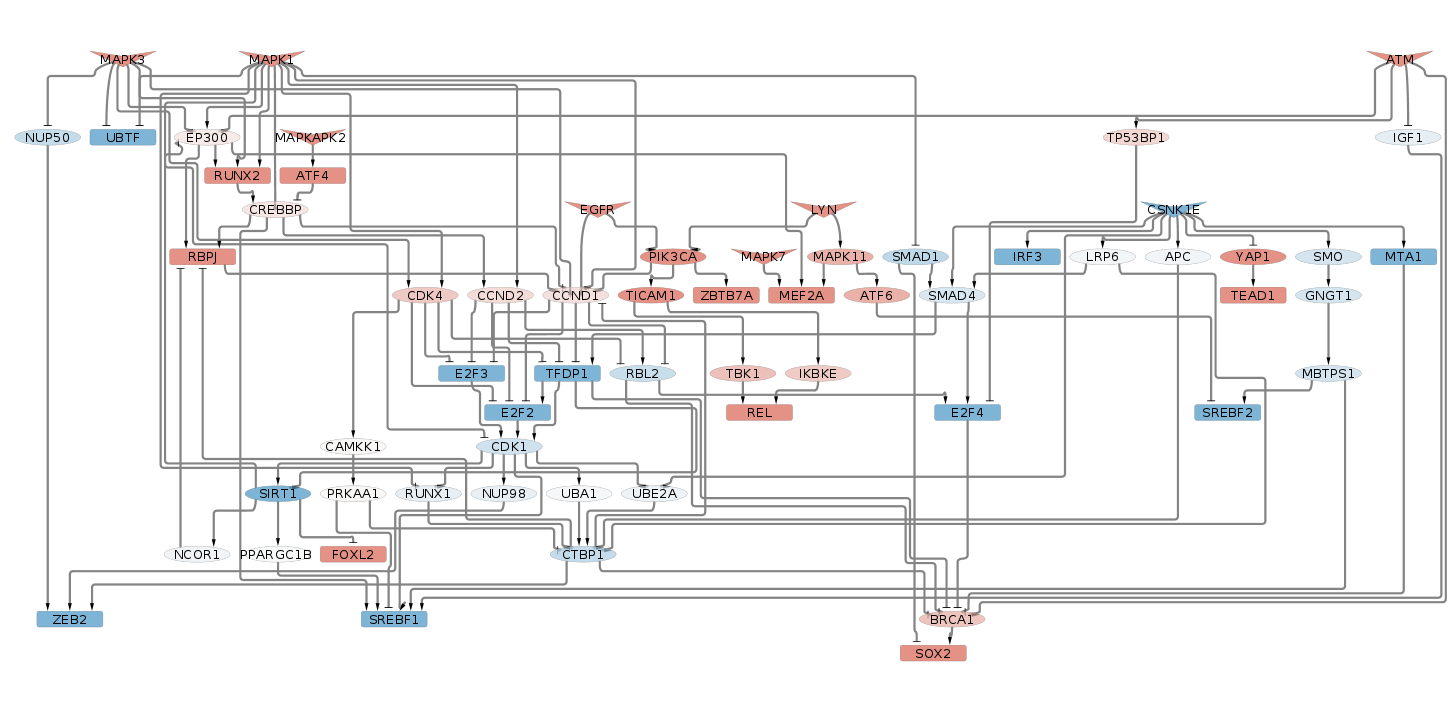 MAPK3 MAPK1 ATM
NUP50 UBTF EP300 MAPKAPK2 TP53BP1 IGF1
RUNX2 ATF4
CREBBP EGFR LYN CSNK1E
RBPJ PIK3CA MAPK7 MAPK11 SMAD1 IRF3 LRP6 APC YAP1 SMO MTA1
CDK4 CCND2 CCND1 TICAM1 ZBTB7A MEF2A ATF6 SMAD4 TEAD1 GNGT1
E2F3 TFDP1 RBL2 TBK1 IKBKE MBTPS1
E2F2 REL E2F4 SREBF2
CAMKK1 CDK1
SIRT1 PRKAA1 RUNX1 NUP98 UBA1 UBE2A
NCOR1 PPARGC1B FOXL2 CTBP1
ZEB2 SREBF1 BRCA1
SOX2